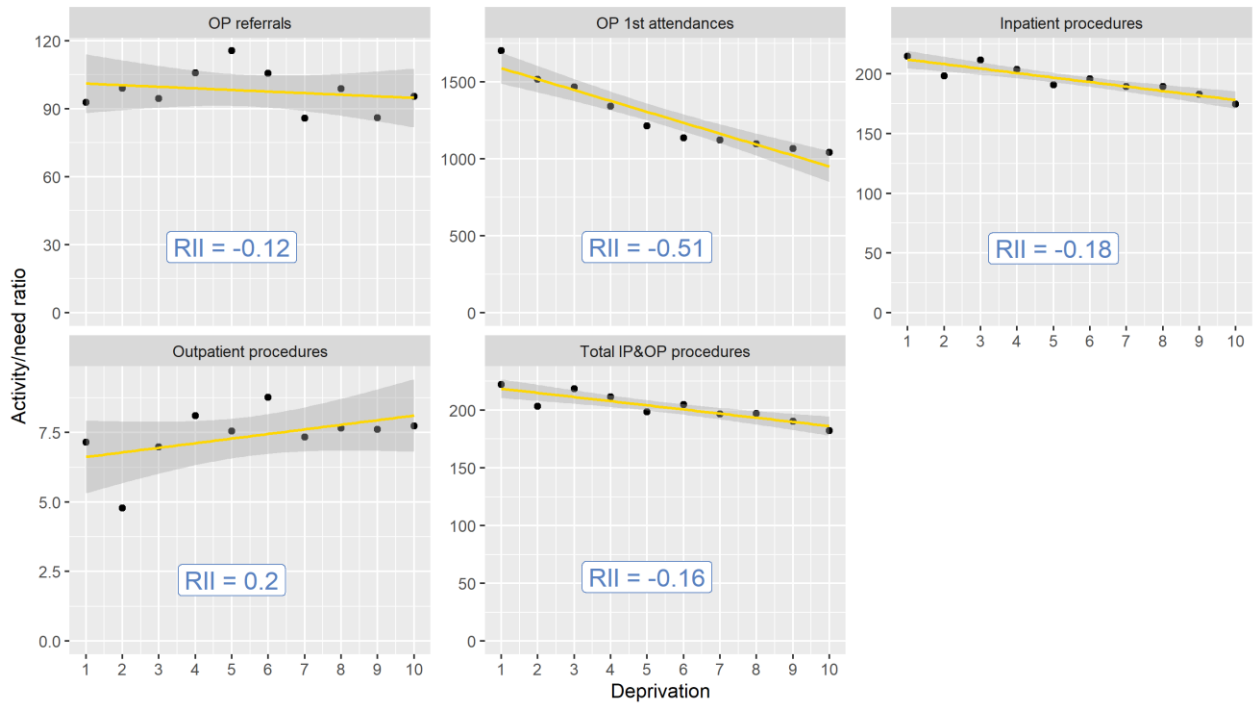 OP referrals
120
90
60
30
0
RII = -0.12
OP 1st attendances
1500
1000
500
0
RII = -0.51
Inpatient procedures
200
150
100
50
0
RII = -0.18
1 2 3 4 5 6 7 8 9 10
Activity/need ratio
Outpatient procedures
7.5
5.0
2.5
0.0
RII = 0.2
1 2 3 4 5 6 7 8 9 10
Total IP&OP procedures
200
150
100
50
0
RII = -0.16
1 2 3 4 5 6 7 8 9 10
Deprivation